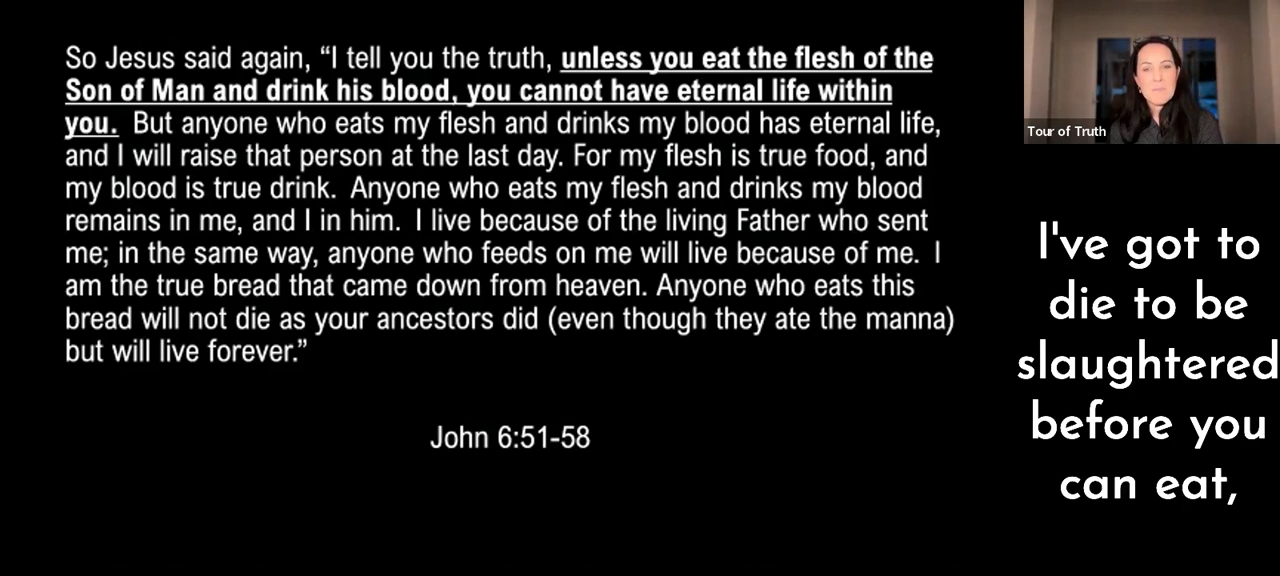 So Jesus said again, “I tell you the truth, unless you eat the flesh of the
Son of Man and drink his blood, you cannot have eternal life within
you. But anyone who eats my flesh and drinks my blood has eternal life,
and I will raise that person at the last day. For my flesh is true food, and
my blood is true drink. Anyone who eats my flesh and drinks my blood
remains in me, and I in him. I live because of the living Father who sent
me; in the same way, anyone who feeds on me will live because of me. I
am the true bread that came down from heaven. Anyone who eats this
bread will not die as your ancestors did (even though they ate the manna)
but will live forever.”
John 6:51-58
Tour of Truth
I've got to
die to be
slaughtered
before you
can eat,